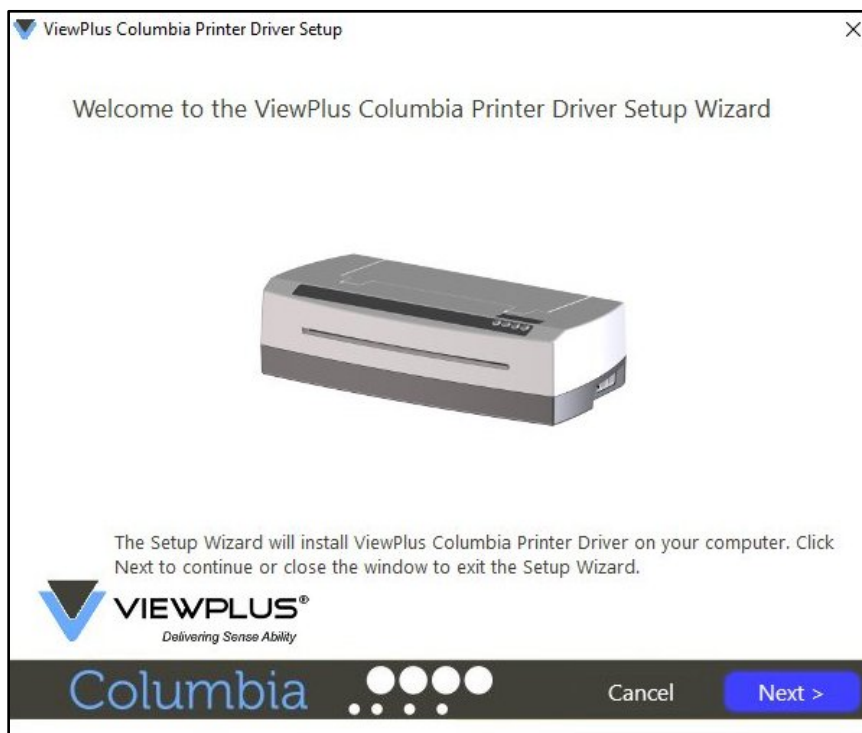 ViewPlus Columbia Printer Driver Setup
Welcome to the ViewPlus Columbia Printer Driver Setup Wizard
The Setup Wizard will install ViewPlus Columbia Printer Driver on your computer. Click
Next to continue or close the window to exit the Setup Wizard.
VIEWPLUS®
Delivering Sense Ability
Columbia
Cancel
Next >